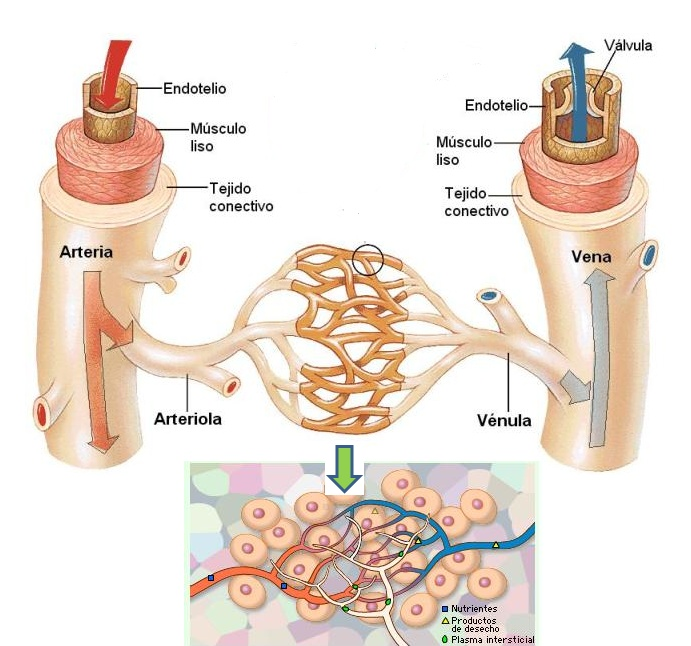 Endotelio
Músculo
liso
Tejido
conectivo
Arteria
Arteriola
Válvula
Endotelio
Músculo
liso
Tejido
conectivo
Vena
Vénula
Nutrientes
Productos
de desecho
Plasma intersticial